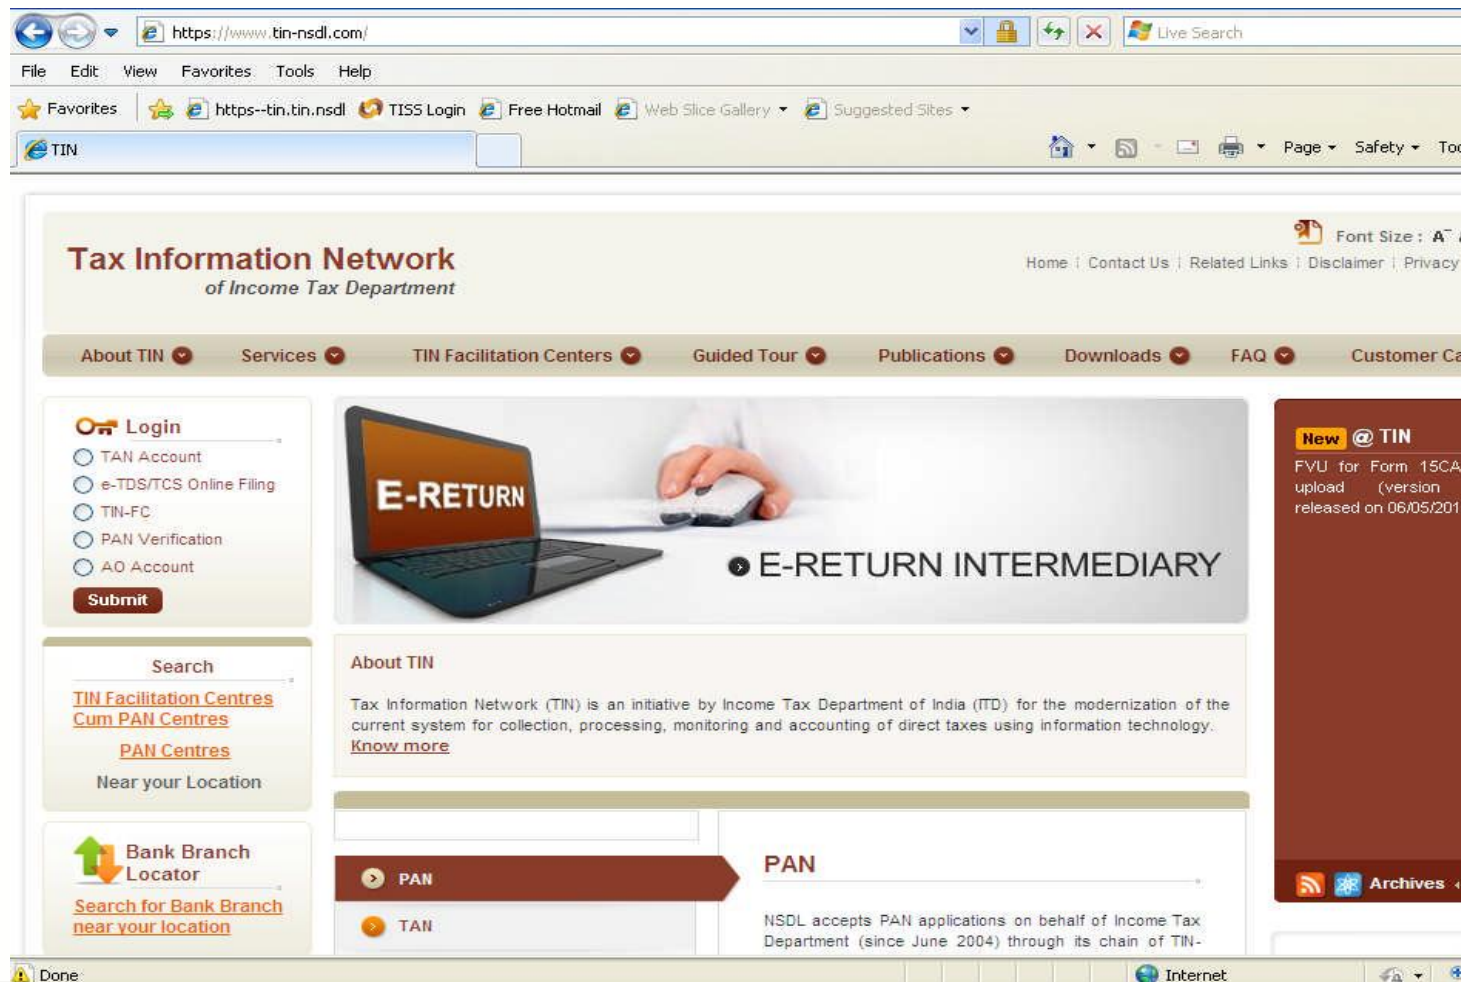 https://www.tin-nsdl.com/
Live Search
File Edit View Favorites Tools Help
Favorites https--tin.tin.nsdl TISS Login Free Hotmail Web Slice Gallery Suggested Sites
TIN
Page Safety
Font Size : A-
Tax Information Network
of Income Tax Department
Home Contact Us Related Links Disclaimer Privacy
About TIN Services TIN Facilitation Centers Guided Tour Publications Downloads FAQ Customer
Login
TAN Account
e-TDS/TCS Online Filing
TIN-FC
PAN Verification
AO Account
Submit
E-RETURN
E-RETURN INTERMEDIARY
New @ TIN
FVU for Form 15CA
upload (version
released on 06/05/201
Search
TIN Facilitation Centres
Cum PAN Centres
PAN Centres
Near your Location
About TIN
Tax Information Network (TIN) is an initiative by Income Tax Department of India (ITD) for the modernization of the
current system for collection, processing, monitoring and accounting of direct taxes using information technology.
Know more
Bank Branch
Locator
Search for Bank Branch
near your location
PAN
TAN
PAN
NSDL accepts PAN applications on behalf of Income Tax
Department (since June 2004) through its chain of TIN-
Archives
Done
Internet